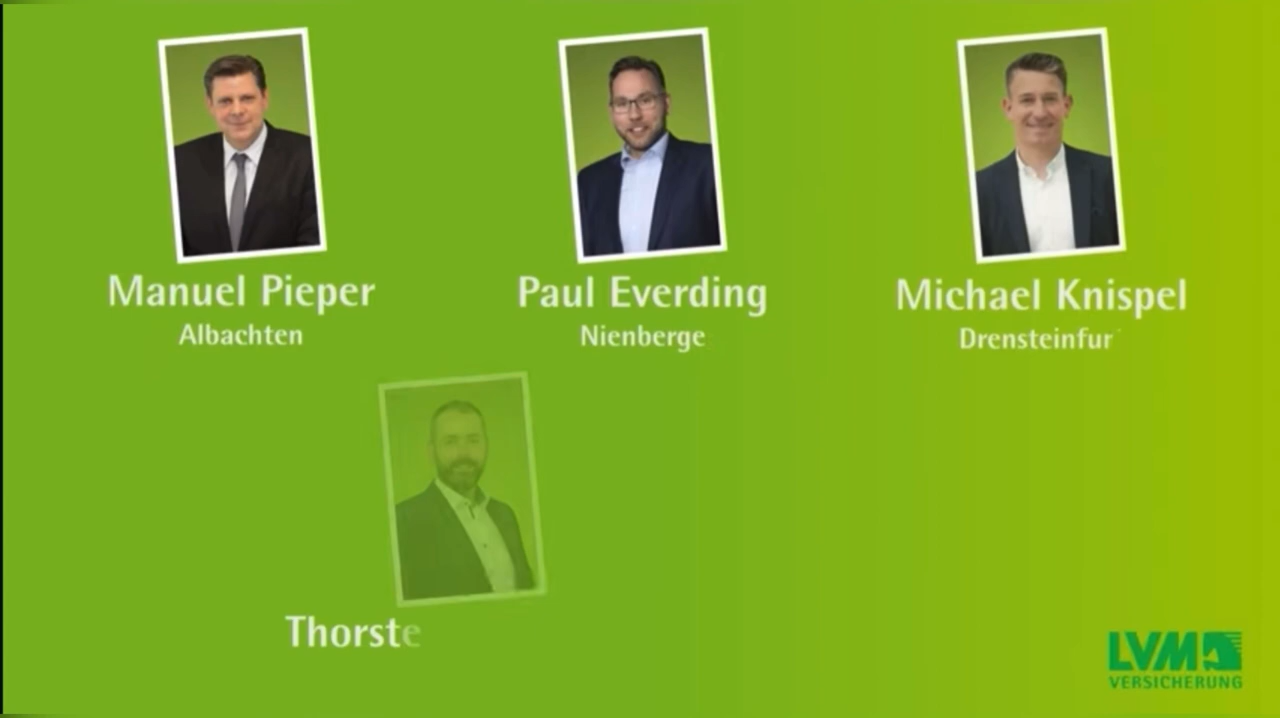 Manuel Pieper
Albachten
Paul Everding
Nienberge
Michael Knispel
Drensteinfur
Thorste
LVM
VERSICHERUNG